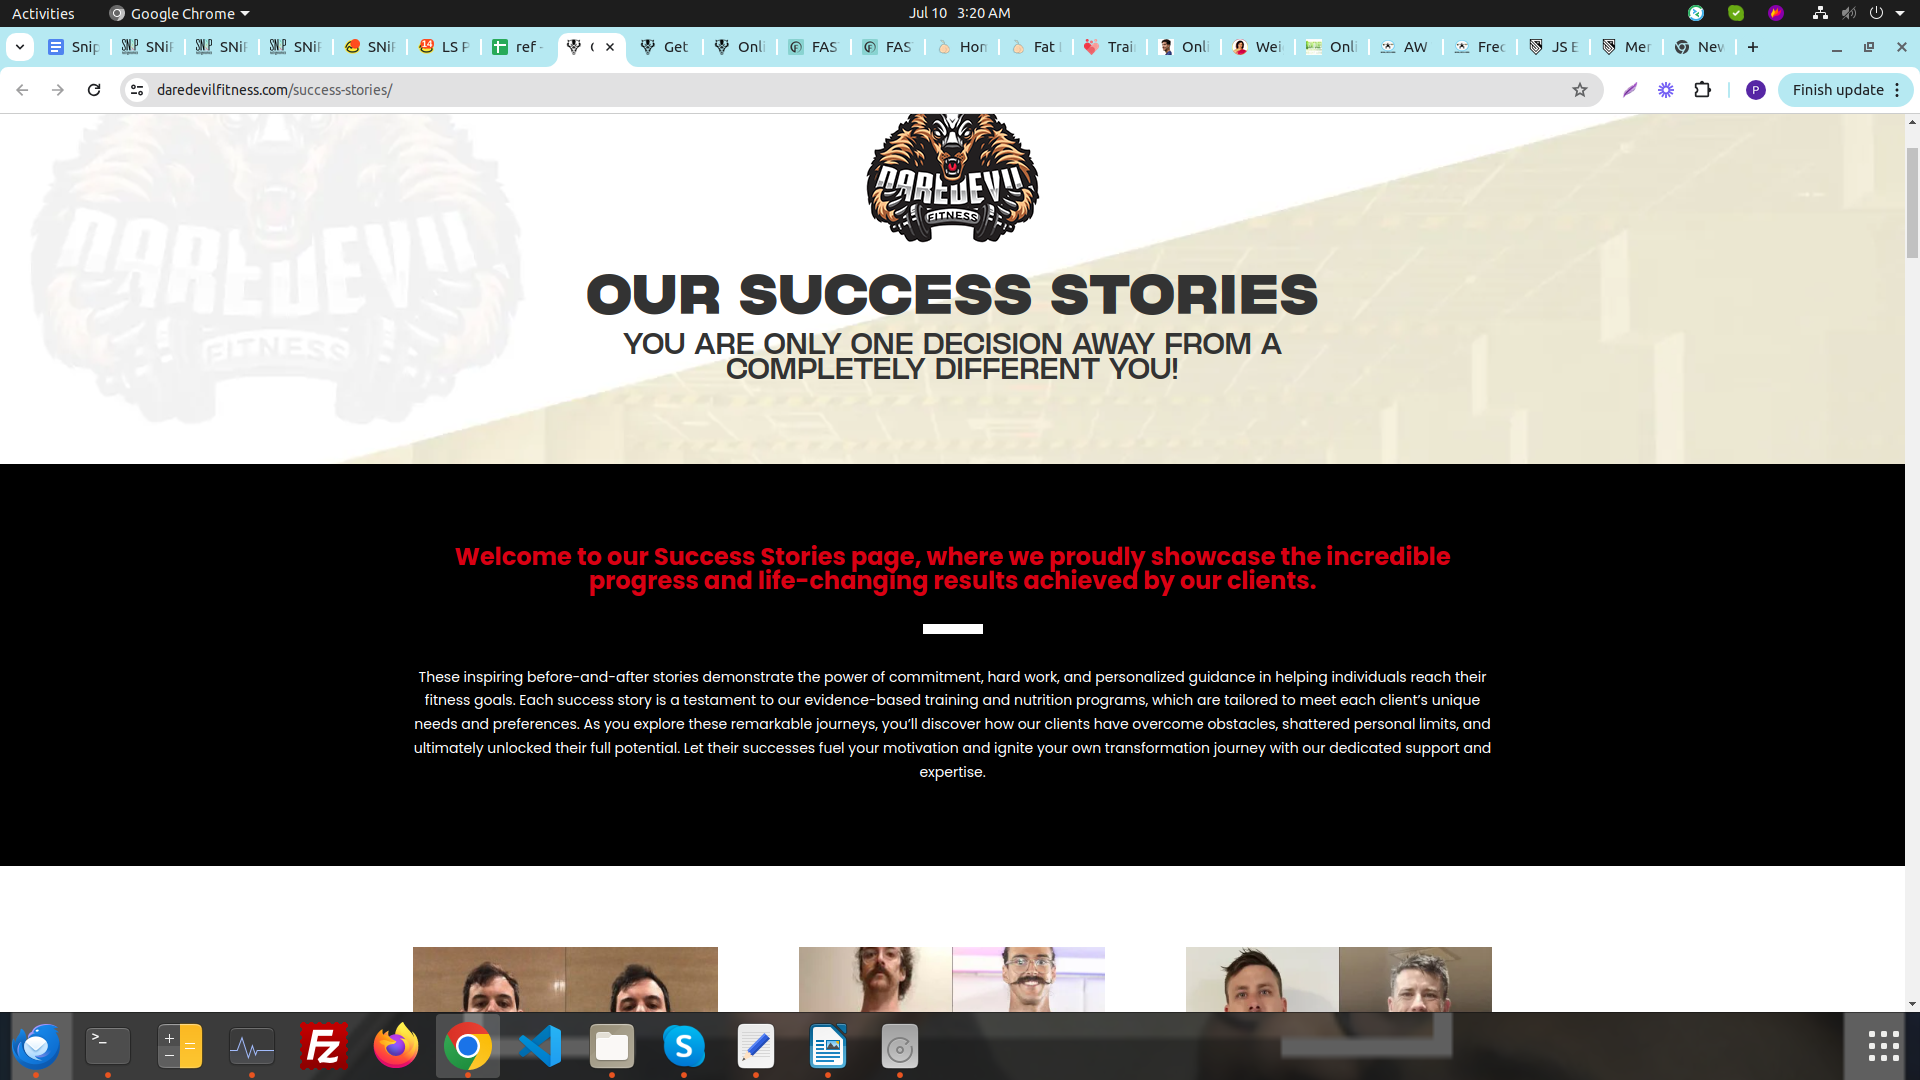 Activities Google Chrome Jul 10 3:20 AM
Snip SNiP SNiP SNiP SNiP LS P ref - Get Onli FAS FAS Hon Fat Trai Onli Wei Onli AW Frec JS E Mer Nev
daredevilfitness.com/success-stories/ P Finish update
DAREDEVIL
FITNESS
DAREDEVIL
FITNESS
OUR SUCCESS STORIES
YOU ARE ONLY ONE DECISION AWAY FROM A
COMPLETELY DIFFERENT YOU!
Welcome to our Success Stories page, where we proudly showcase the incredible
progress and life-changing results achieved by our clients.
These inspiring before-and-after stories demonstrate the power of commitment, hard work, and personalized guidance in helping individuals reach their
fitness goals. Each success story is a testament to our evidence-based training and nutrition programs, which are tailored to meet each client’s unique
needs and preferences. As you explore these remarkable journeys, you’ll discover how our clients have overcome obstacles, shattered personal limits, and
ultimately unlocked their full potential. Let their successes fuel your motivation and ignite your own transformation journey with our dedicated support and
expertise.